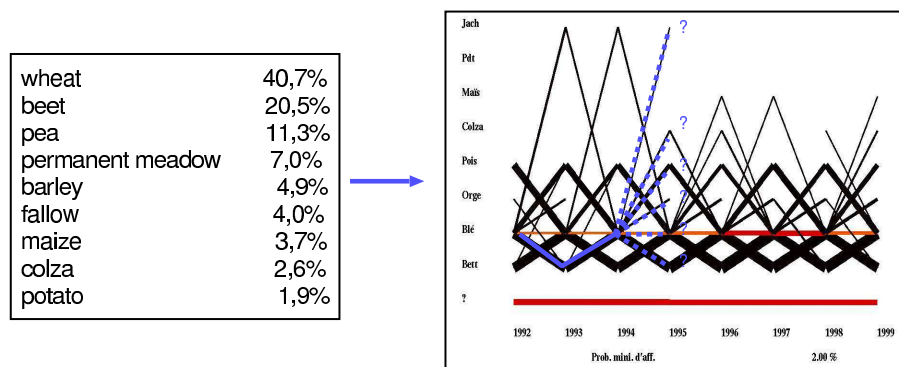 wheat 40,7%
beet 20,5%
pea 11,3%
permanent meadow 7,0%
barley 4,9%
fallow 4,0%
maize 3,7%
colza 2,6%
potato 1,9%
Jach
Pdt
Maïs
Colza
Pois
Orge
Blé
Bett
?
?
?
?
?
?
?
1992 1993 1994 1995 1996 1997 1998 1999
Prob. mini. d'aff. 2.00 %